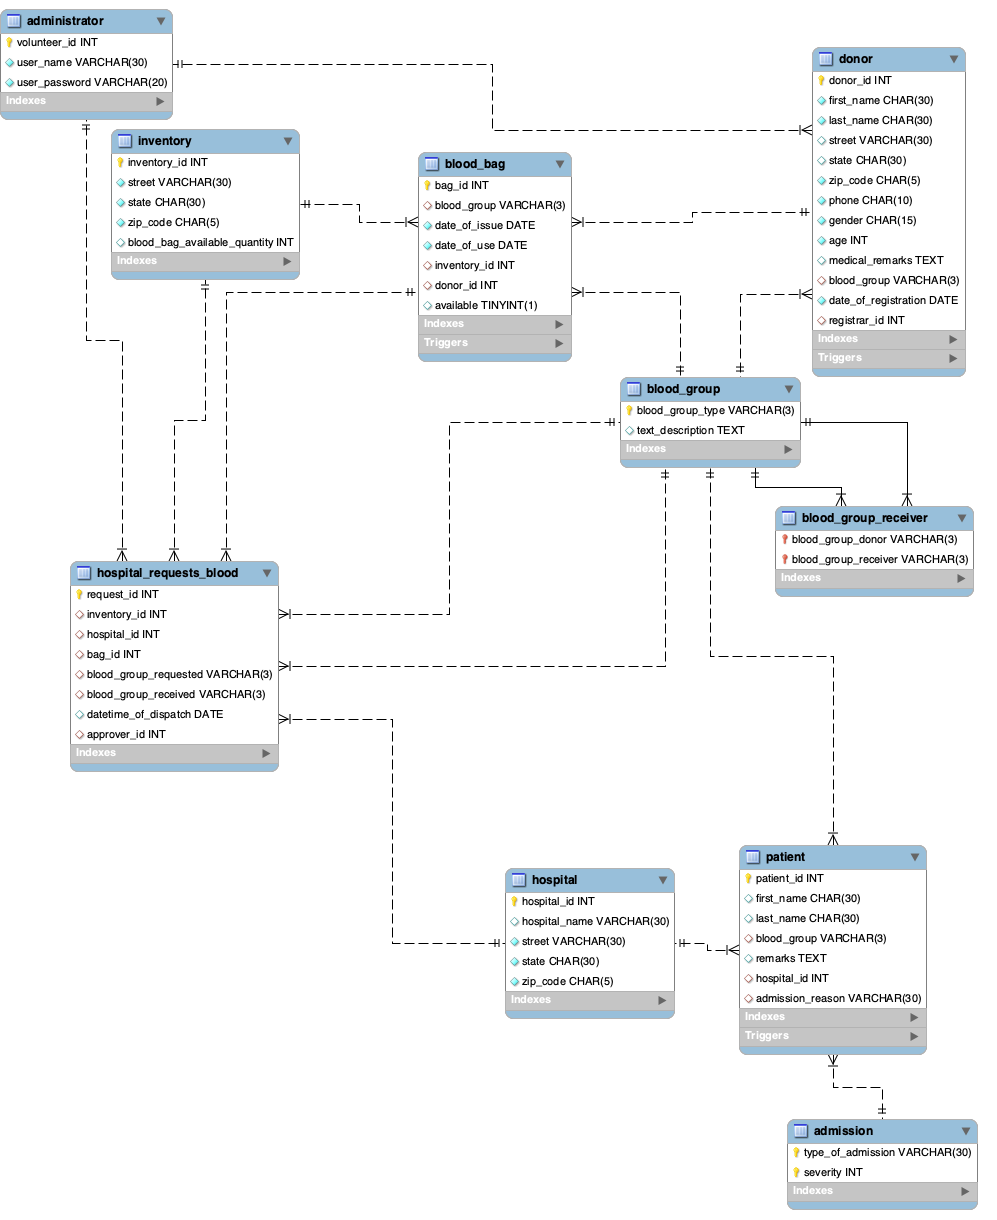 administrator
volunteer_id INT
user_name VARCHAR(30)
user_password VARCHAR(20)
Indexes
inventory
inventory_id INT
street VARCHAR(30)
state CHAR(30)
zip_code CHAR(5)
blood_bag_available_quantity INT
Indexes
blood_bag
bag_id INT
blood_group VARCHAR(3)
date_of_issue DATE
date_of_use DATE
inventory_id INT
donor_id INT
available TINYINT(1)
Indexes
Triggers
donor
donor_id INT
first_name CHAR(30)
last_name CHAR(30)
street VARCHAR(30)
state CHAR(30)
zip_code CHAR(5)
phone CHAR(10)
gender CHAR(15)
age INT
medical_remarks TEXT
blood_group VARCHAR(3)
date_of_registration DATE
registrar_id INT
Indexes
Triggers
blood_group
blood_group_type VARCHAR(3)
text_description TEXT
Indexes
blood_group_receiver
blood_group_donor VARCHAR(3)
blood_group_receiver VARCHAR(3)
Indexes
hospital_requests_blood
request_id INT
inventory_id INT
hospital_id INT
bag_id INT
blood_group_requested VARCHAR(3)
blood_group_received VARCHAR(3)
datetime_of_dispatch DATE
approver_id INT
Indexes
hospital
hospital_id INT
hospital_name VARCHAR(30)
street VARCHAR(30)
state CHAR(30)
zip_code CHAR(5)
Indexes
patient
patient_id INT
first_name CHAR(30)
last_name CHAR(30)
blood_group VARCHAR(3)
remarks TEXT
hospital_id INT
admission_reason VARCHAR(30)
Indexes
Triggers
admission
type_of_admission VARCHAR(30)
severity INT
Indexes